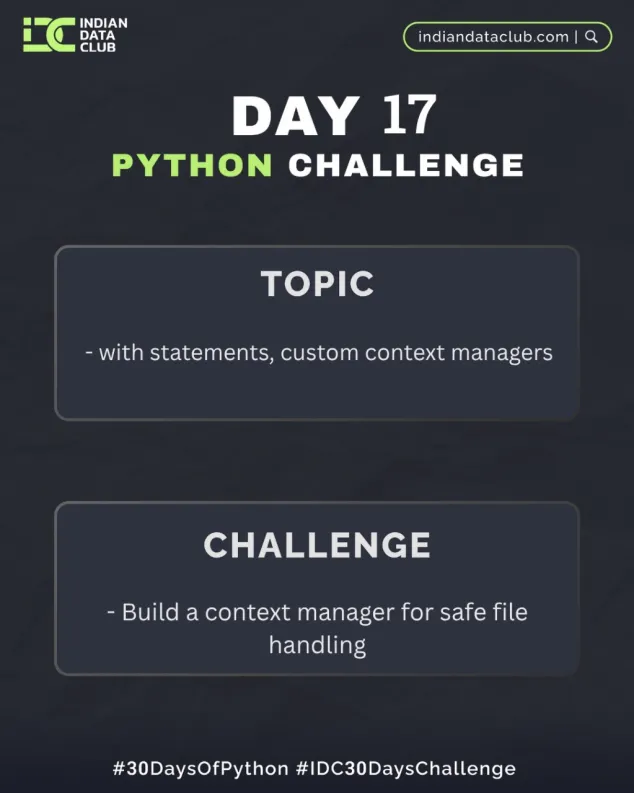 INDIAN
DATA
CLUB
indiandataclub.com |
DAY 17
PYTHON CHALLENGE
TOPIC
- with statements, custom context managers
CHALLENGE
- Build a context manager for safe file
handling
#30DaysOfPython #IDC30DaysChallenge